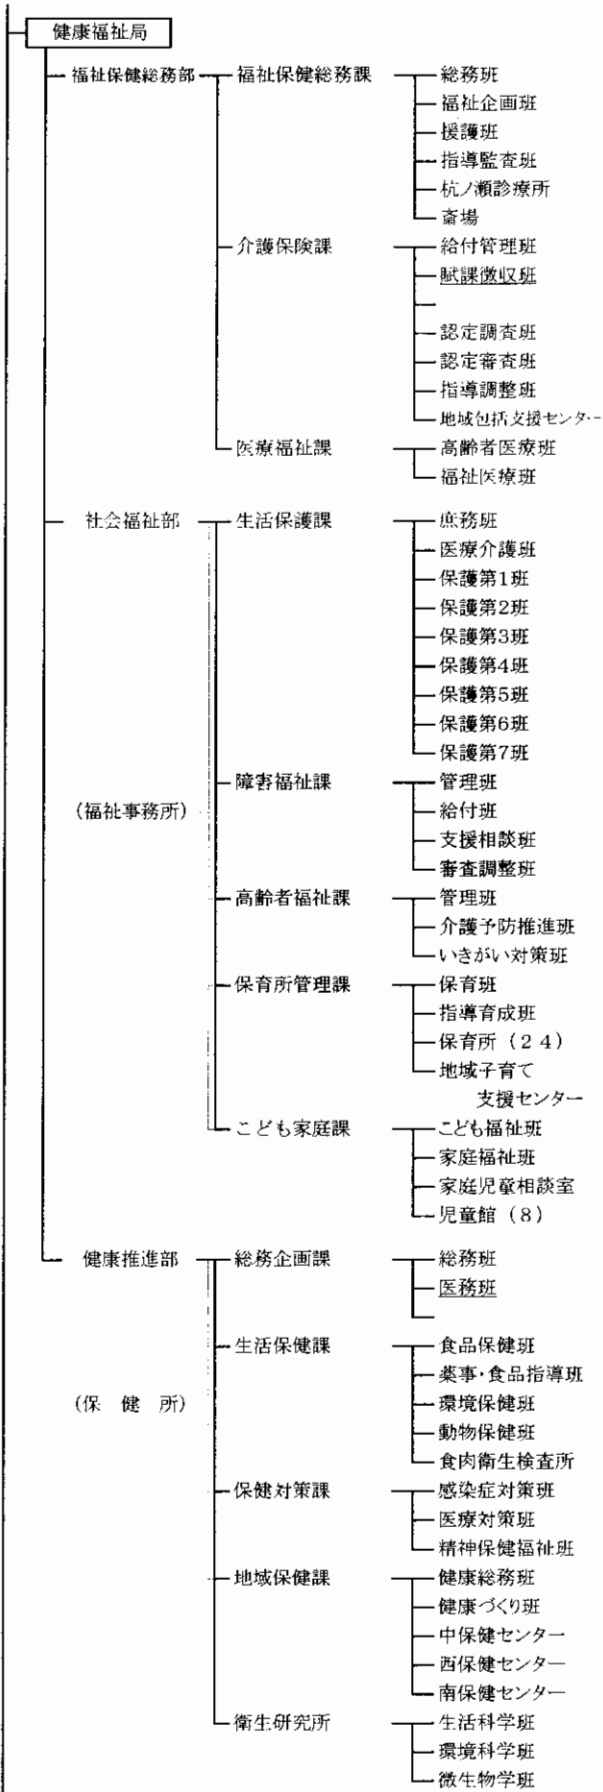 健康福祉局
福祉保健総務部 福祉保健総務課 総務班
福祉企画班
援護班
指導監査班
杭ノ瀬診療所
斎場
介護保険課 給付管理班
賦課徴収班
認定調査班
認定審査班
指導調整班
地域包括支援センター
医療福祉課 高齢者医療班
福祉医療班
社会福祉部 生活保護課 庶務班
医療介護班
保護第1班
保護第2班
保護第3班
保護第4班
保護第5班
保護第6班
保護第7班
障害福祉課 管理班
(福祉事務所) 給付班
支援相談班
審査調整班
高齢者福祉課 管理班
介護予防推進班
いきがい対策班
保育所管理課 保育班
指導育成班
保育所(24)
地域子育て
支援センター
こども家庭課 こども福祉班
家庭福祉班
家庭児童相談室
児童館(8)
健康推進部 総務企画課 総務班
医務班
生活保健課 食品保健班
薬事・食品指導班
(保健所) 環境保健班
動物保健班
食肉衛生検査所
保健対策課 感染症対策班
医療対策班
精神保健福祉班
地域保健課 健康総務班
健康づくり班
中保健センター
西保健センター
南保健センター
衛生研究所 生活科学班
環境科学班
微生物学班